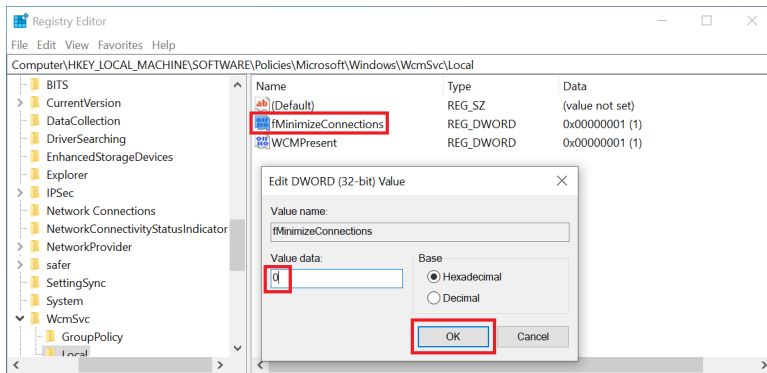 Registry Editor
File Edit View Favorites Help
Computer\HKEY_LOCAL_MACHINE\SOFTWARE\Policies\Microsoft\Windows\WcmSvc\Local
BITS
CurrentVersion
DataCollection
DriverSearching
EnhancedStorageDevices
Explorer
IPSec
Network Connections
NetworkConnectivityStatusIndicator
NetworkProvider
safer
SettingSync
System
WcmSvc
GroupPolicy
Local
Name Type Data
ab (Default) REG_SZ (value not set)
fMinimizeConnections REG_DWORD 0x00000001 (1)
WCMPresent REG_DWORD 0x00000001 (1)
Edit DWORD (32-bit) Value
Value name:
fMinimizeConnections
Value data:
0
Base
Hexadecimal
Decimal
OK Cancel